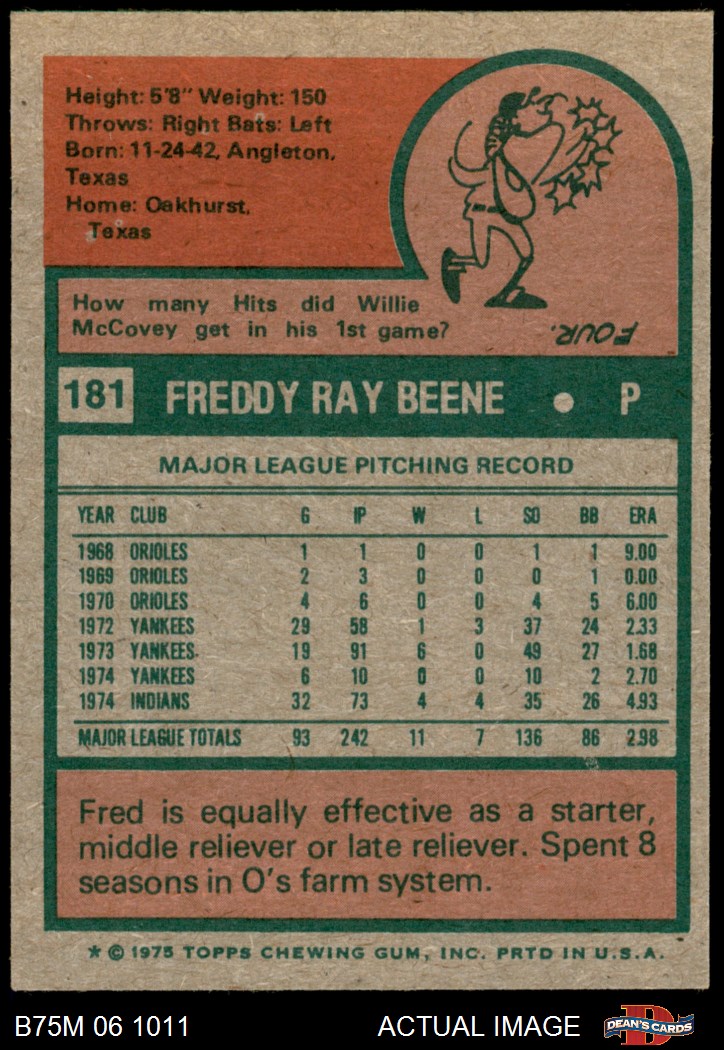 Height: 5'8" Weight: 150
Throws: Right Bats: Left
Born: 11-24-42, Angleton,
Texas
Home: Oakhurst,
Texas
How many Hits did Willie
McCovey get in his 1st game?
FOUR.
181 FREDDY RAY BEENE • P
MAJOR LEAGUE PITCHING RECORD
YEAR CLUB G IP W L SO BB ERA
1968 ORIOLES 1 1 0 0 1 1 9.00
1969 ORIOLES 2 3 0 0 0 1 0.00
1970 ORIOLES 4 6 0 0 4 5 6.00
1972 YANKEES 29 58 1 3 37 24 2.33
1973 YANKEES 19 91 6 0 49 27 1.68
1974 YANKEES 6 10 0 0 10 2 2.70
1974 INDIANS 32 73 4 4 35 26 4.93
MAJOR LEAGUE TOTALS 93 242 11 7 136 86 2.98
Fred is equally effective as a starter,
middle reliever or late reliever. Spent 8
seasons in O's farm system.
* © 1975 TOPPS CHEWING GUM, INC. PRTD IN U.S.A.
B75M 06 1011 ACTUAL IMAGE D DEAN'S CARDS